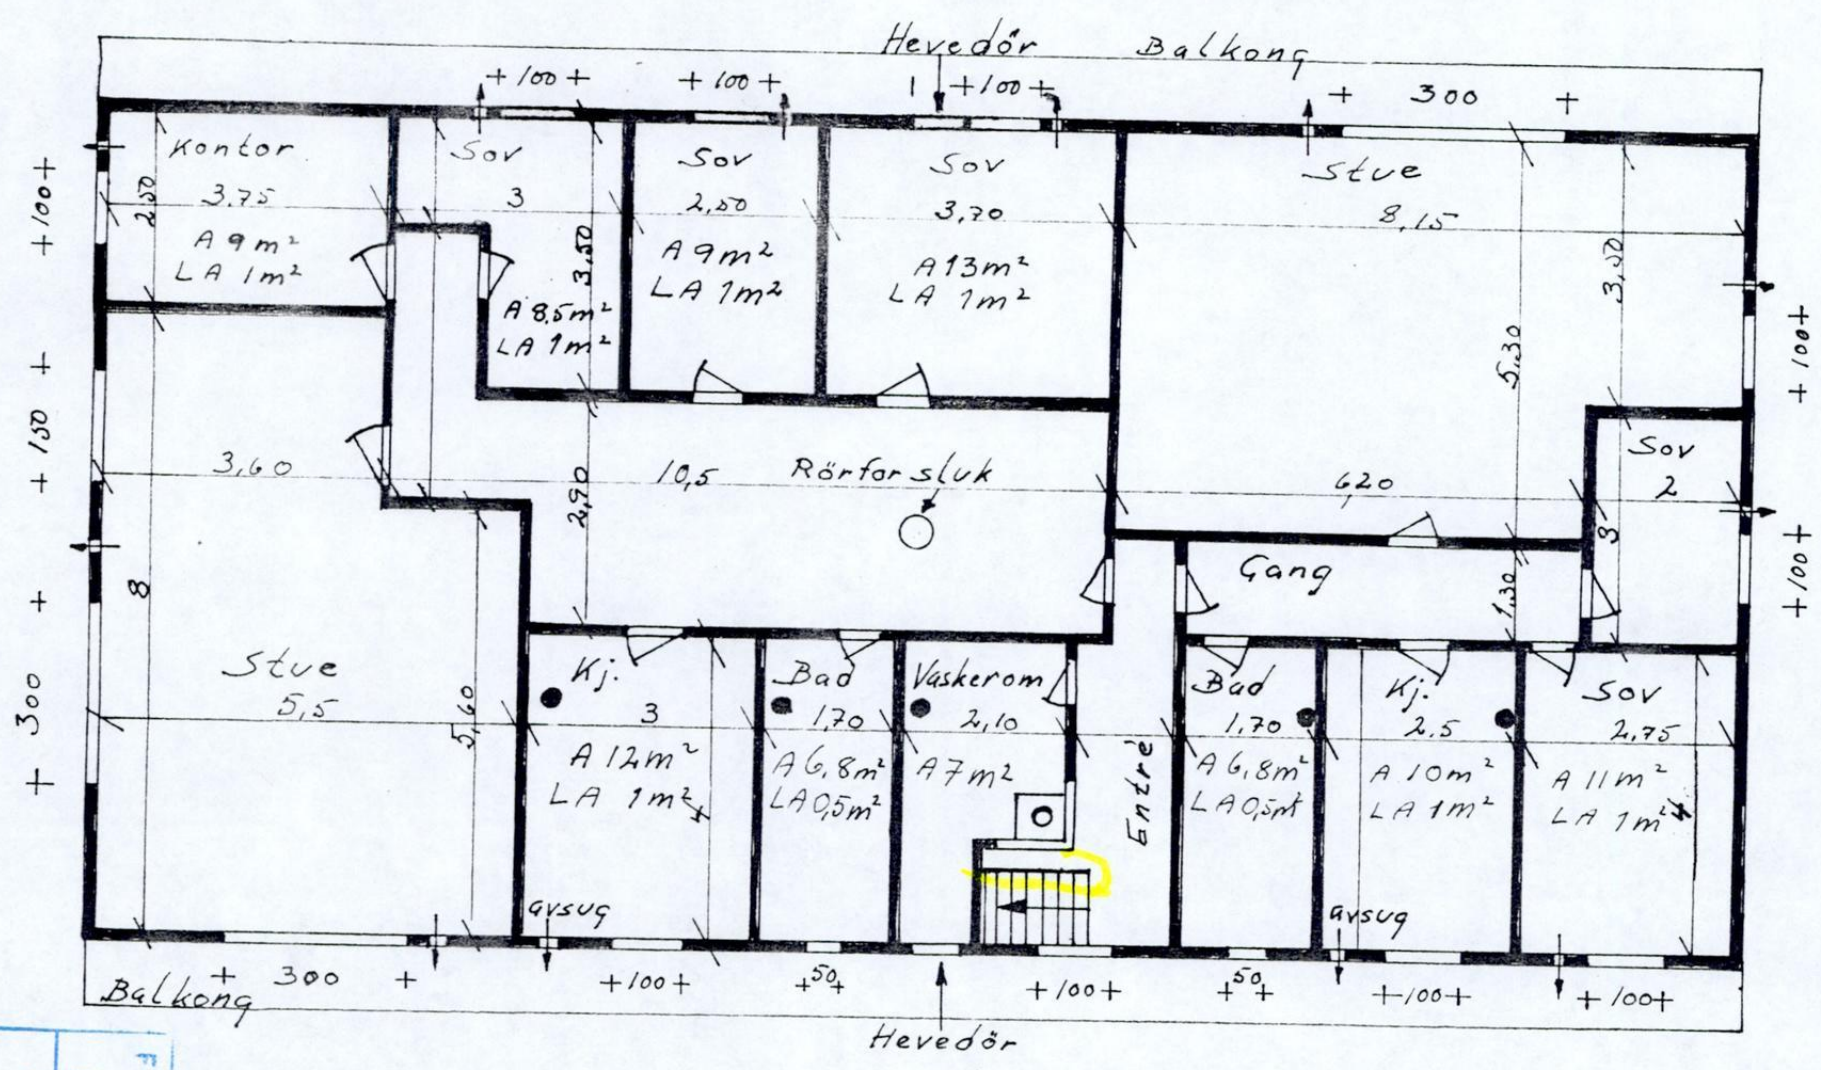 Hevedör
Balkong
+100+
+100+
+100+
+ 300 +
Kontor
3.75
2,50
A 9m²
LA 1m²
Sov
3
3,50
A 8.5m²
LA 1m²
Sov
2,50
A 9m²
LA 1m²
Sov
3,70
A 13m²
LA 1m²
Stue
8,15
3,50
5,30
6,20
+100+
+ 150 +
+ 300 +
+100+
+100+
3,60
10,5
Rör for sluk
2,90
8
Sov
2
3
Gang
1,30
Stue
5,5
5,60
Kj.
3
A 12m²
LA 1m²
4
Bad
1,70
A 6,8m²
LA 0,5m²
Vaskerom
2,10
A 7m²
Entré
Bad
1,70
A 6,8m²
LA 0,5m²
Kj.
2.5
A 10m²
LA 1m²
Sov
2,75
A 11m²
LA 1m²
4
avsug
avsug
Balkong
+ 300 +
+100+
+50+
+100+
+50+
+100+
+100+
Hevedör